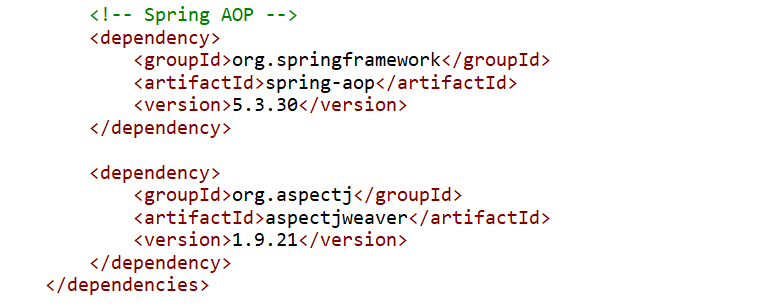 <!-- Spring AOP -->
<dependency>
<groupId>org.springframework</groupId>
<artifactId>spring-aop</artifactId>
<version>5.3.30</version>
</dependency>
<dependency>
<groupId>org.aspectj</groupId>
<artifactId>aspectjweaver</artifactId>
<version>1.9.21</version>
</dependency>
</dependencies>